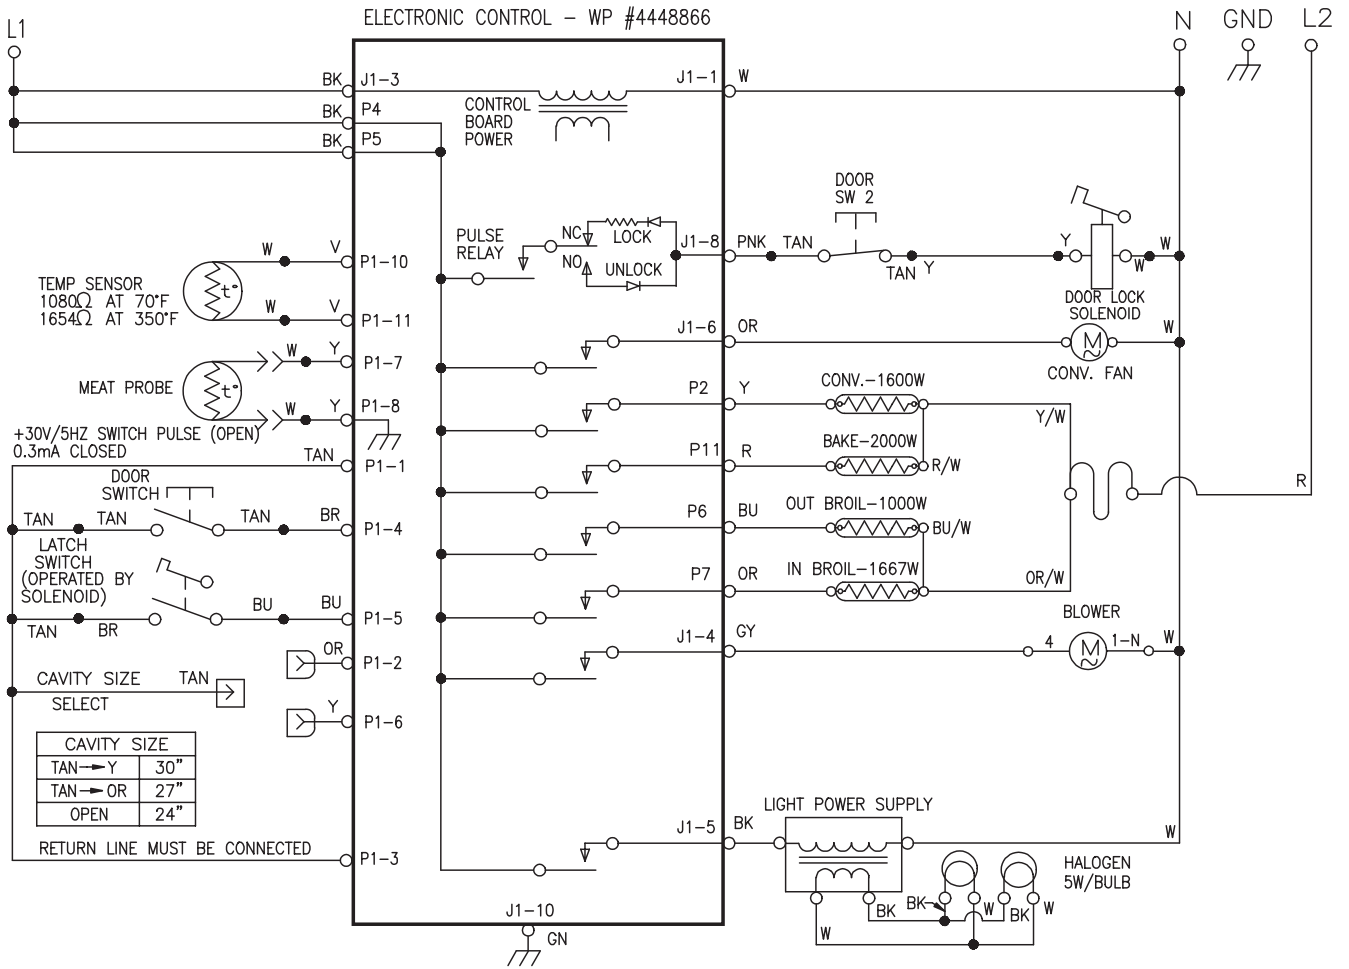 ELECTRONIC CONTROL – WP #4448866
L1
N
GND
L2
BK
J1-3
J1-1
W
BK
P4
CONTROL
BOARD
POWER
BK
P5
DOOR
SW 2
PULSE
RELAY
NC
NO
LOCK
UNLOCK
J1-8
PNK
TAN
TAN
Y
Y
W
W
DOOR LOCK
SOLENOID
W
V
P1-10
TEMP SENSOR
1080Ω AT 70°F
1654Ω AT 350°F
t°
W
V
P1-11
J1-6
OR
M
W
CONV. FAN
W
Y
P1-7
MEAT PROBE
t°
W
Y
P1-8
P2
Y
CONV.-1600W
Y/W
+30V/5HZ SWITCH PULSE (OPEN)
0.3mA CLOSED
TAN
P1-1
P11
R
BAKE-2000W
R/W
R
DOOR
SWITCH
TAN
TAN
TAN
BR
P1-4
P6
BU
OUT BROIL-1000W
BU/W
LATCH
SWITCH
(OPERATED BY
SOLENOID)
P7
OR
IN BROIL-1667W
OR/W
TAN
BR
BU
BU
P1-5
J1-4
GY
BLOWER
4
M
1-N
W
OR
P1-2
CAVITY SIZE
SELECT
TAN
Y
P1-6
CAVITY SIZE
TAN→Y 30"
TAN→OR 27"
OPEN 24"
RETURN LINE MUST BE CONNECTED
P1-3
J1-5
BK
LIGHT POWER SUPPLY
W
HALOGEN
5W/BULB
BK
BK
W
BK
W
W
J1-10
GN